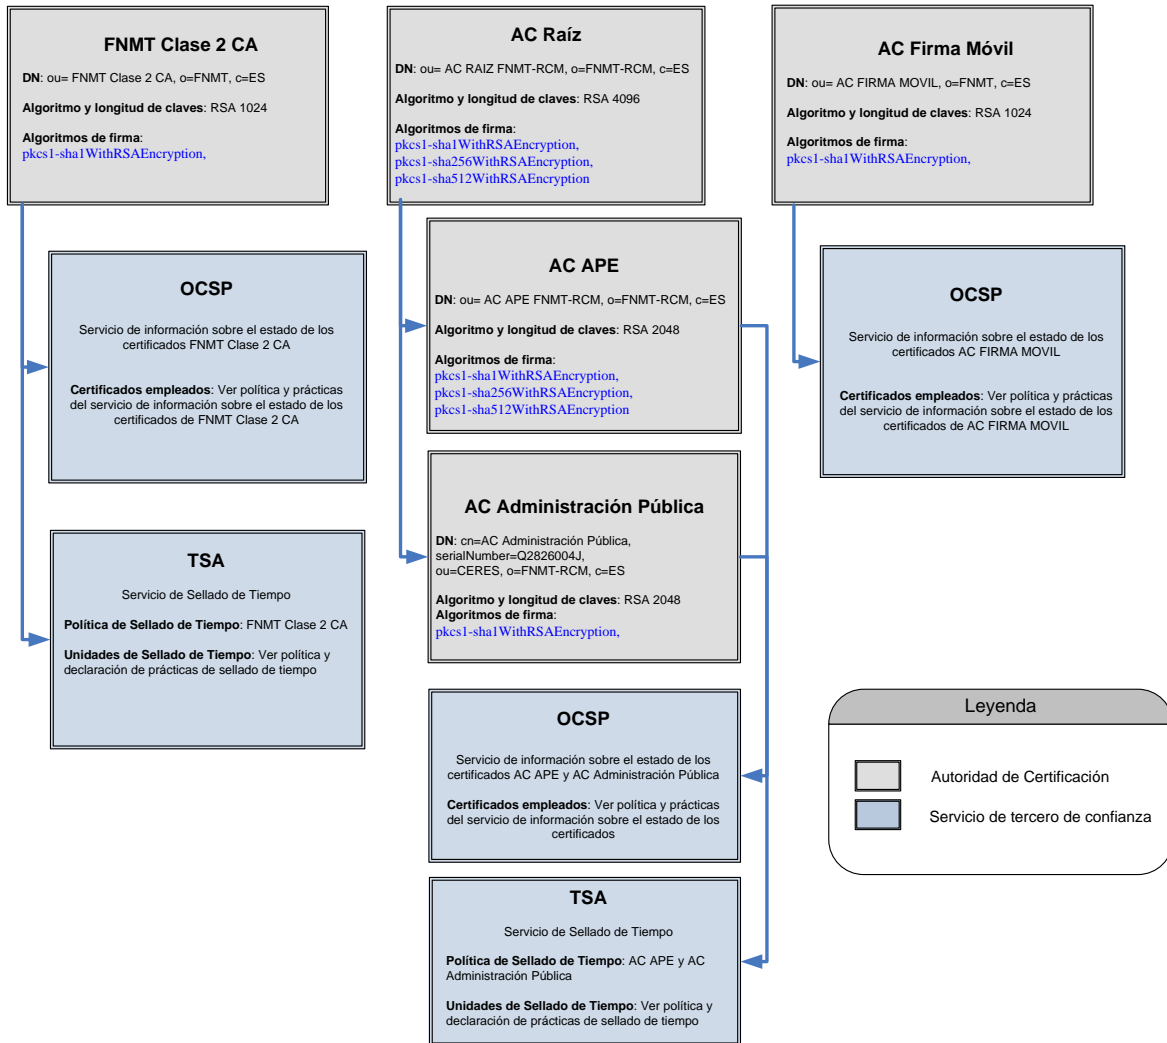 FNMT Clase 2 CA
DN: ou= FNMT Clase 2 CA, o=FNMT, c=ES
Algoritmo y longitud de claves: RSA 1024
Algoritmos de firma:
pkcs1-sha1WithRSAEncryption,
AC Raíz
DN: ou= AC RAIZ FNMT-RCM, o=FNMT-RCM, c=ES
Algoritmo y longitud de claves: RSA 4096
Algoritmos de firma:
pkcs1-sha1WithRSAEncryption,
pkcs1-sha256WithRSAEncryption,
pkcs1-sha512WithRSAEncryption
AC Firma Móvil
DN: ou= AC FIRMA MOVIL, o=FNMT, c=ES
Algoritmo y longitud de claves: RSA 1024
Algoritmos de firma:
pkcs1-sha1WithRSAEncryption,
OCSP
Servicio de información sobre el estado de los
certificados FNMT Clase 2 CA
Certificados empleados: Ver política y prácticas
del servicio de información sobre el estado de los
certificados de FNMT Clase 2 CA
AC APE
DN: ou= AC APE FNMT-RCM, o=FNMT-RCM, c=ES
Algoritmo y longitud de claves: RSA 2048
Algoritmos de firma:
pkcs1-sha1WithRSAEncryption,
pkcs1-sha256WithRSAEncryption,
pkcs1-sha512WithRSAEncryption
OCSP
Servicio de información sobre el estado de los
certificados AC FIRMA MOVIL
Certificados empleados: Ver política y prácticas
del servicio de información sobre el estado de los
certificados de AC FIRMA MOVIL
TSA
Servicio de Sellado de Tiempo
Política de Sellado de Tiempo: FNMT Clase 2 CA
Unidades de Sellado de Tiempo: Ver política y
declaración de prácticas sellado de tiempo
AC Administración Pública
DN: cn=AC Administración Pública,
serialNumber=Q2826004J,
ou=CERES, o=FNMT-RCM, c=ES
Algoritmo y longitud de claves: RSA 2048
Algoritmos de firma:
pkcs1-sha1WithRSAEncryption,
OCSP
Servicio de información sobre el estado de los
certificados AC APE y AC Administración Pública
Certificados empleados: Ver política y prácticas
del servicio de información sobre el estado de los
certificados
TSA
Servicio de Sellado de Tiempo
Política de Sellado de Tiempo: AC APE y AC
Administración Pública
Unidades de Sellado de Tiempo: Ver política y
declaración de prácticas de sellado de tiempo
Leyenda
Autoridad de Certificación
Servicio de tercero de confianza